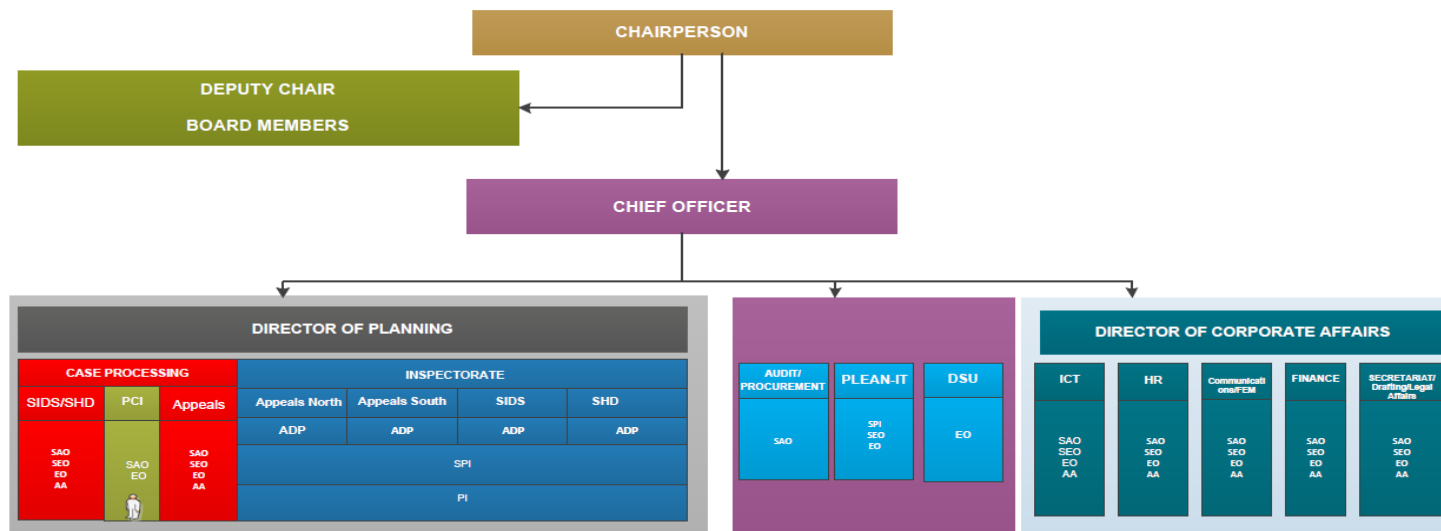 CHAIRPERSON
DEPUTY CHAIR
BOARD MEMBERS
CHIEF OFFICER
DIRECTOR OF PLANNING
CASE PROCESSING
SIDS/SHD
PCI
Appeals
SAO
SEO
EO
AA
SAO
EO
SAO
SEO
EO
AA
INSPECTORATE
Appeals North
Appeals South
SIDS
SHD
ADP
ADP
ADP
ADP
SPI
PI
AUDIT/
PROCUREMENT
SAO
PLEAN-IT
SPI
SEO
EO
DSU
EO
DIRECTOR OF CORPORATE AFFAIRS
ICT
SAO
SEO
EO
AA
HR
SAO
SEO
EO
AA
Communicati
ons/FEM
SAO
SEO
EO
AA
FINANCE
SAO
SEO
EO
AA
SECRETARIAT/
Drafting/Legal
Affairs
SAO
SEO
EO
AA